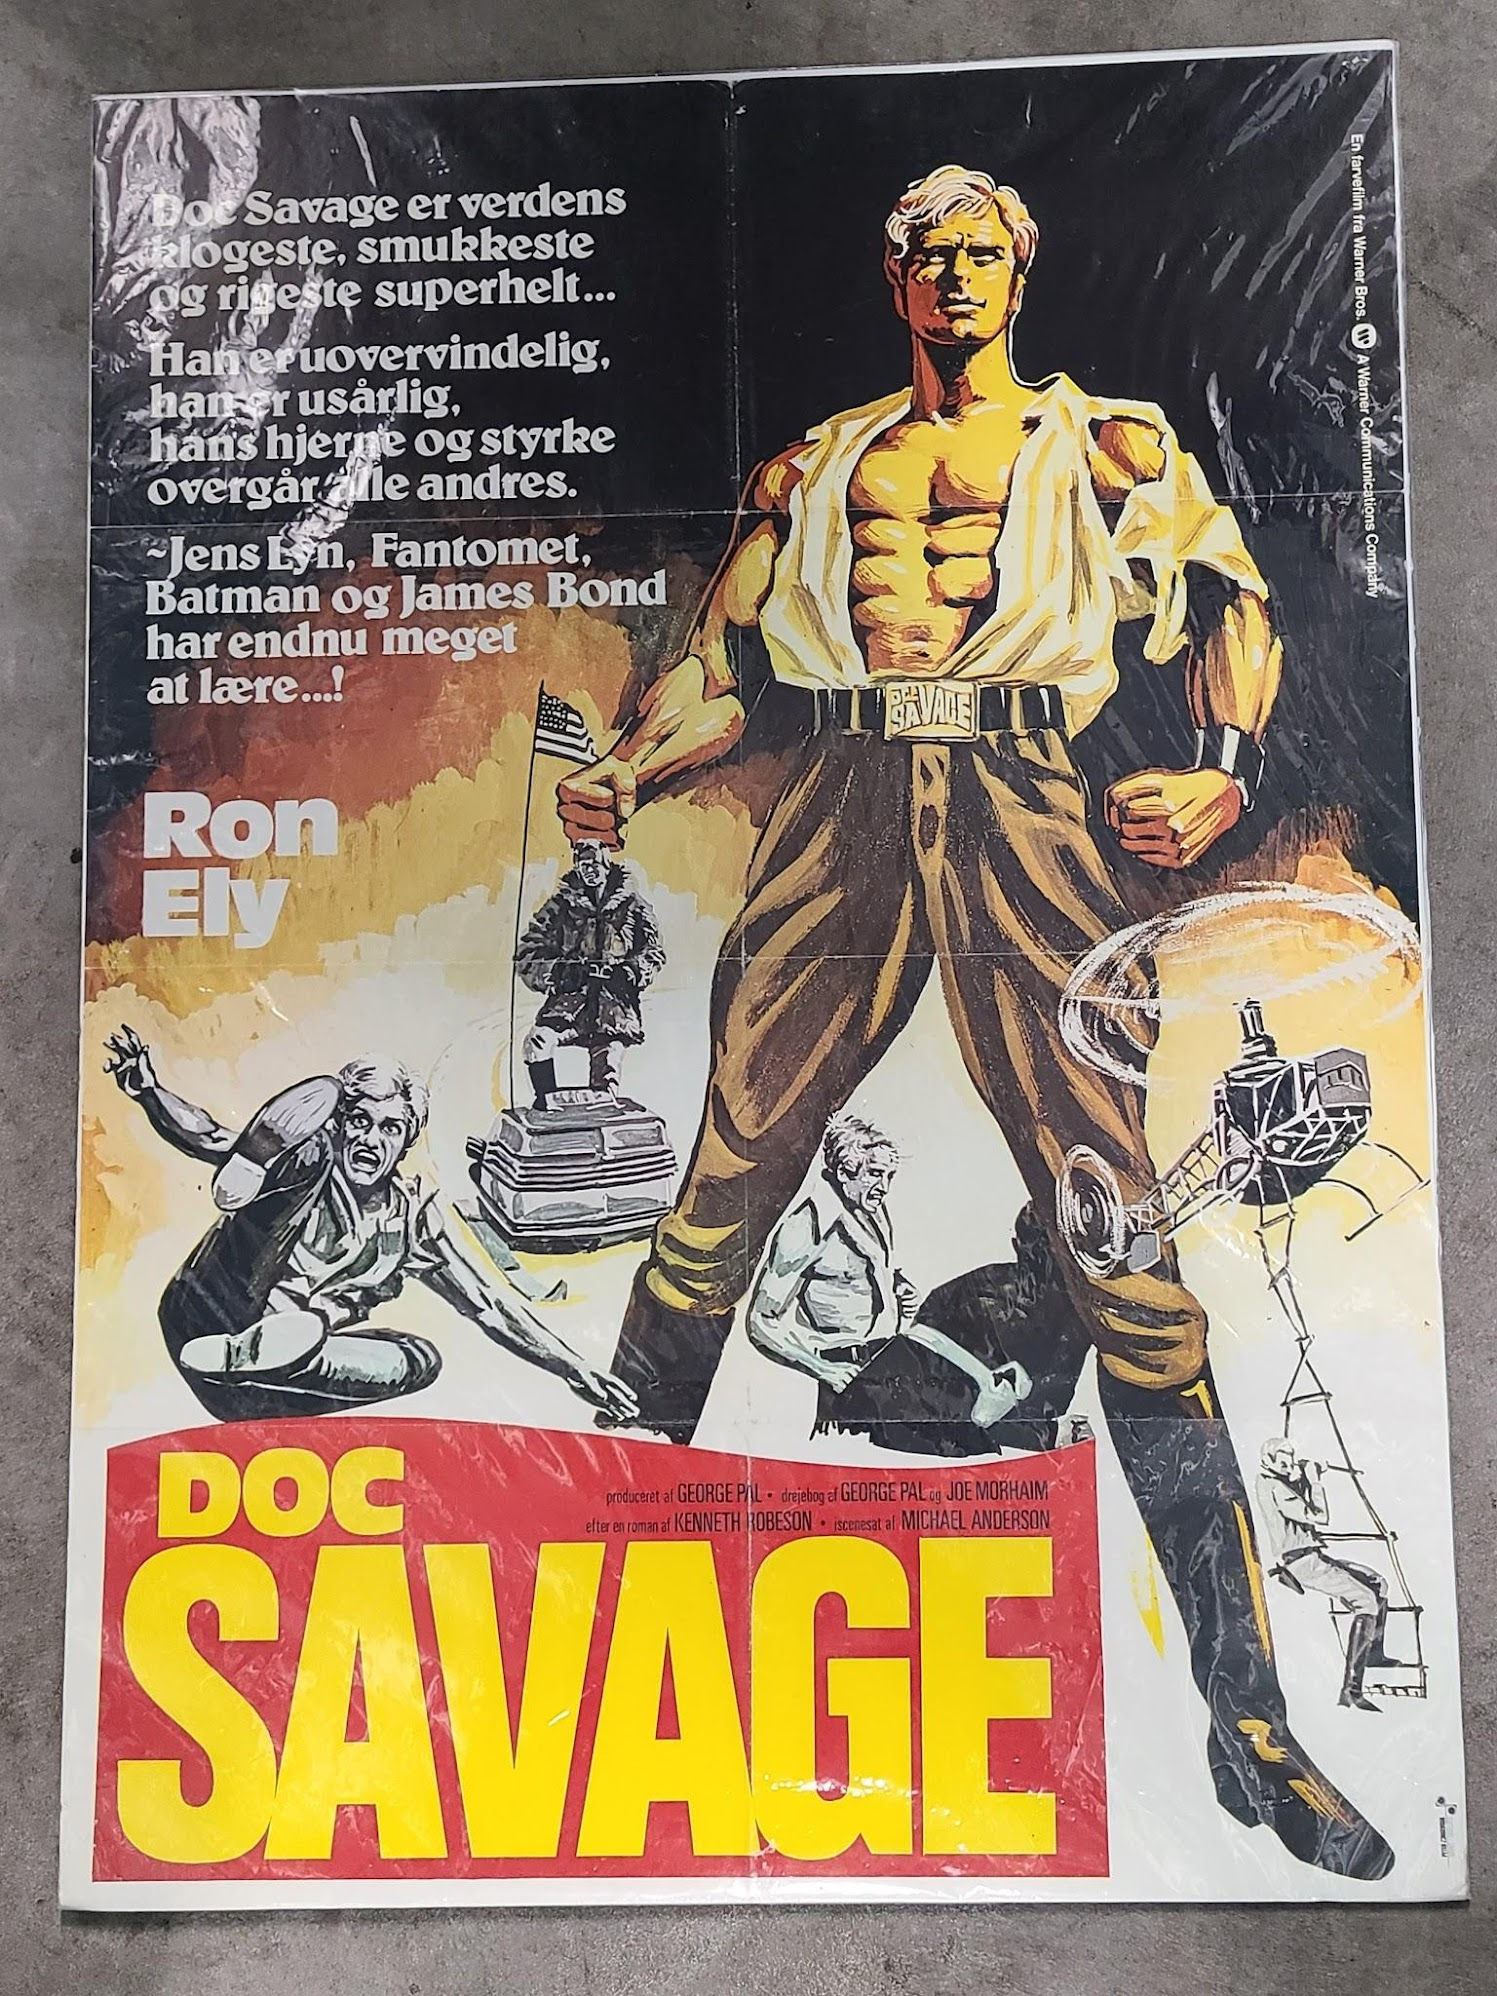 Doc Savage er verdens
klogeste, smukkeste
og rigeste superhelt...
Han er uovervindelig,
han er usårlig,
hans hjerne og styrke
overgår alle andres.
~Jens Lyn, Fantomet,
Batman og James Bond
har endnu meget
at lære...!
Ron
Ely
En farvefilm fra Warner Bros. A Warner Communications Company
DOC
SAVAGE
produceret af GEORGE PAL • drejebog af GEORGE PAL og JOE MORHAIM
efter en roman af KENNETH ROBESON • iscenesat af MICHAEL ANDERSON
DOC
SAVAGE